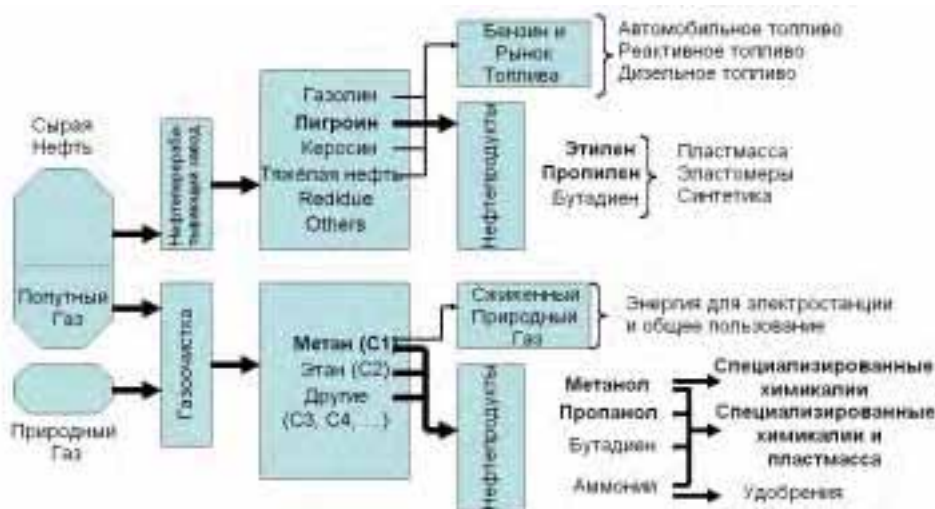 Сырая
Нефть
Попутный
Газ
Природный
Газ
Нефтеперераба-
тывающий завод
Газоочистка
Газолин
Лигроин
Керосин
Тяжёлая нефть
Redidue
Others
Метан (C1)
Этан (C2)
Другие
(C3, C4, ...)
Бензин и
Рынок
Топлива
Автомобильное топливо
Реактивное топливо
Дизельное топливо
Нефтепродукты
Этилен
Пропилен
Бутадиен
Пластмасса
Эластомеры
Синтетика
Сжиженный
Природный
Газ
Энергия для электростанции
и общее пользование
Нефтепродукты
Метанол
Пропанол
Бутадиен
Аммоний
Специализированные
химикалии
Специализированные
химикалии и
пластмасса
Удобрения